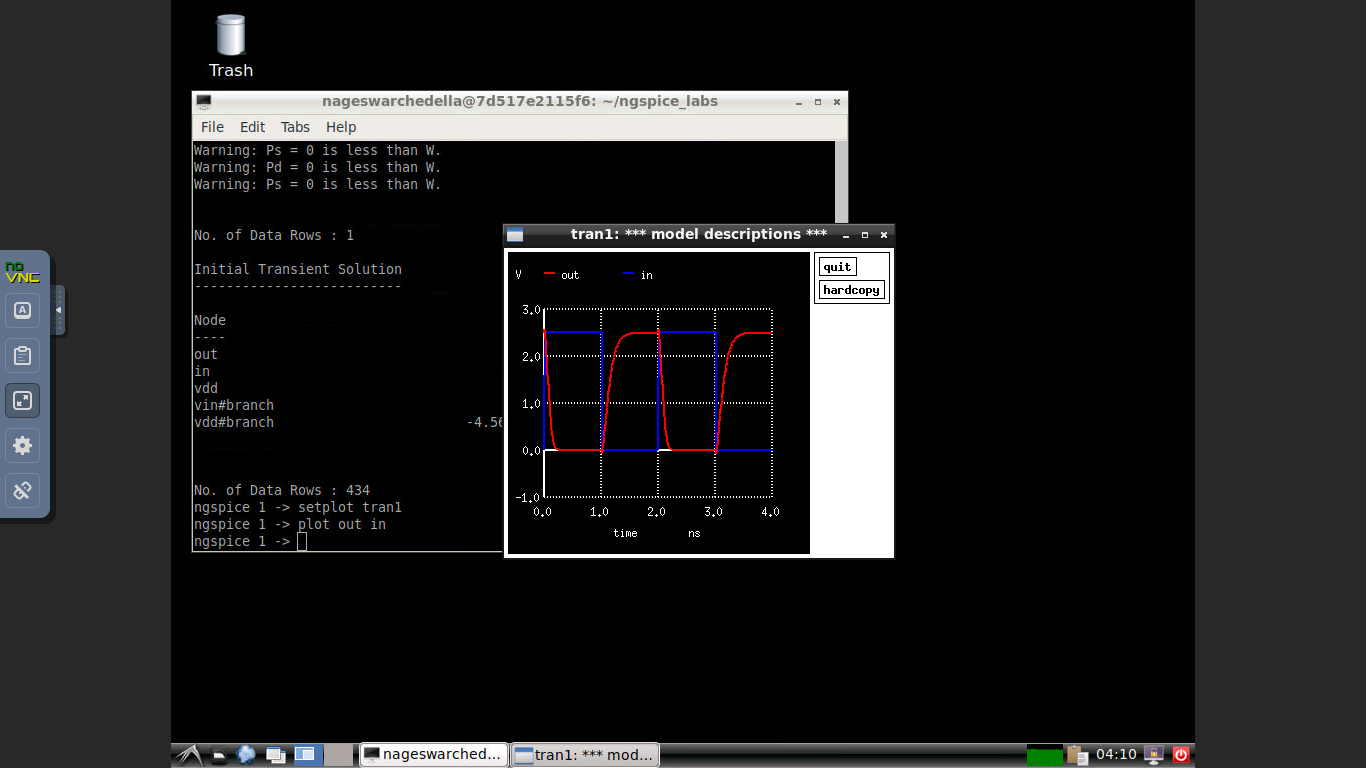 Trash
nageswarchedella@7d517e2115f6: ~/ngspice_labs
File Edit Tabs Help
Warning: Ps = 0 is less than W.
Warning: Pd = 0 is less than W.
Warning: Ps = 0 is less than W.
No. of Data Rows : 1
Initial Transient Solution
--------------------------
Node
----
out
in
vdd
vin#branch
vdd#branch -4.56
No. of Data Rows : 434
ngspice 1 -> setplot tran1
ngspice 1 -> plot out in
ngspice 1 ->
tran1: *** model descriptions ***
quit
hardcopy
V out in
3.0
2.0
1.0
0.0
-1.0
0.0 1.0 2.0 3.0 4.0
time ns
no
VNC
A
nageswarched...
tran1: *** mod...
04:10